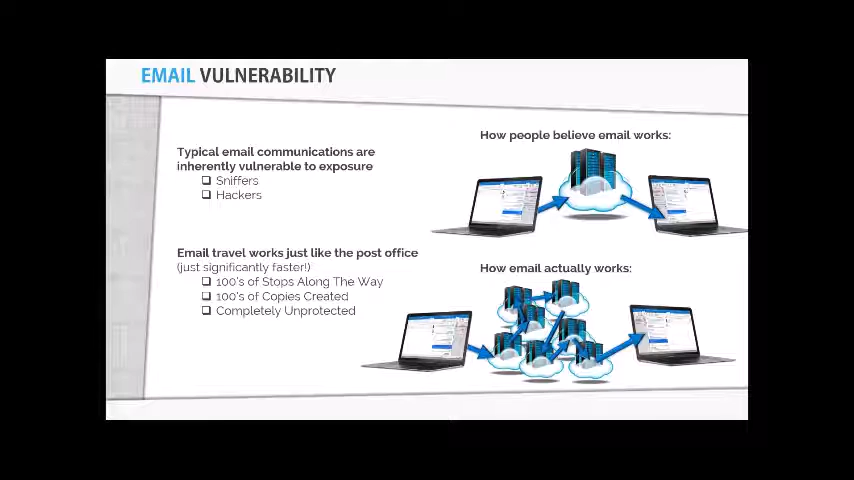 EMAIL VULNERABILITY
Typical email communications are
inherently vulnerable to exposure
Sniffers
Hackers
Email travel works just like the post office
(just significantly faster!)
100's of Stops Along The Way
100's of Copies Created
Completely Unprotected
How people believe email works:
How email actually works: